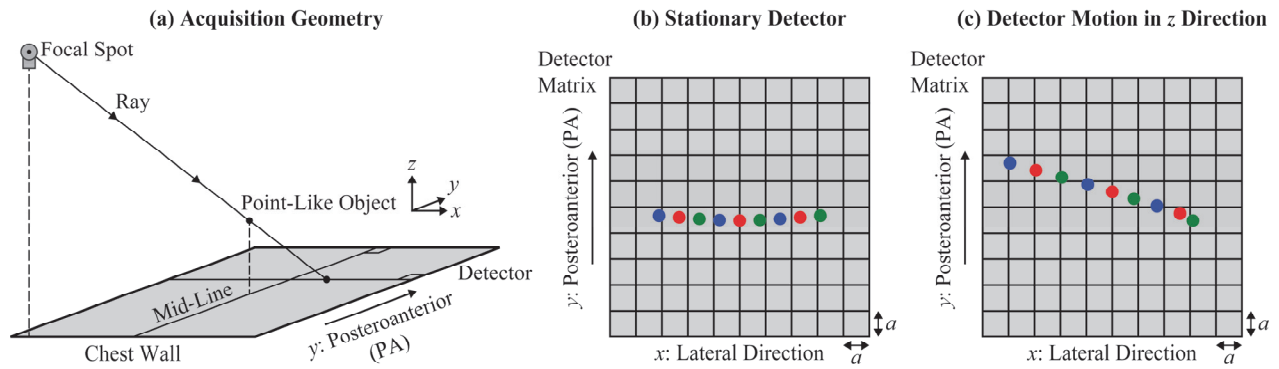 (a) Acquisition Geometry
Focal Spot
Ray
Point-Like Object
z
y
x
Mid-Line
Detector
y: Posteroanterior
(PA)
Chest Wall
(b) Stationary Detector
Detector
Matrix
y: Posteroanterior (PA)
x: Lateral Direction
a
a
(c) Detector Motion in z Direction
Detector
Matrix
y: Posteroanterior (PA)
x: Lateral Direction
a
a